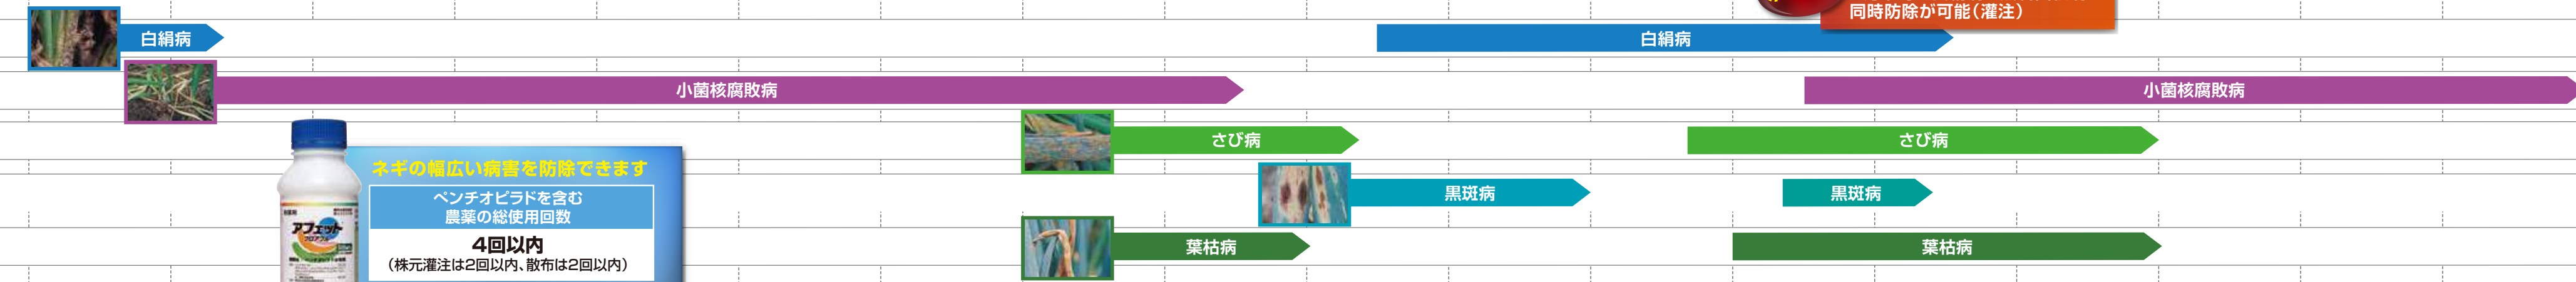 同時防除が可能（灌注）
白絹病
白絹病
小菌核腐敗病
小菌核腐敗病
さび病
さび病
ネギの幅広い病害を防除できます
ペンチオピラドを含む
農薬の総使用回数
4回以内
（株元灌注は2回以内、散布は2回以内）
アフェット
フロアブル
黒斑病
黒斑病
葉枯病
葉枯病